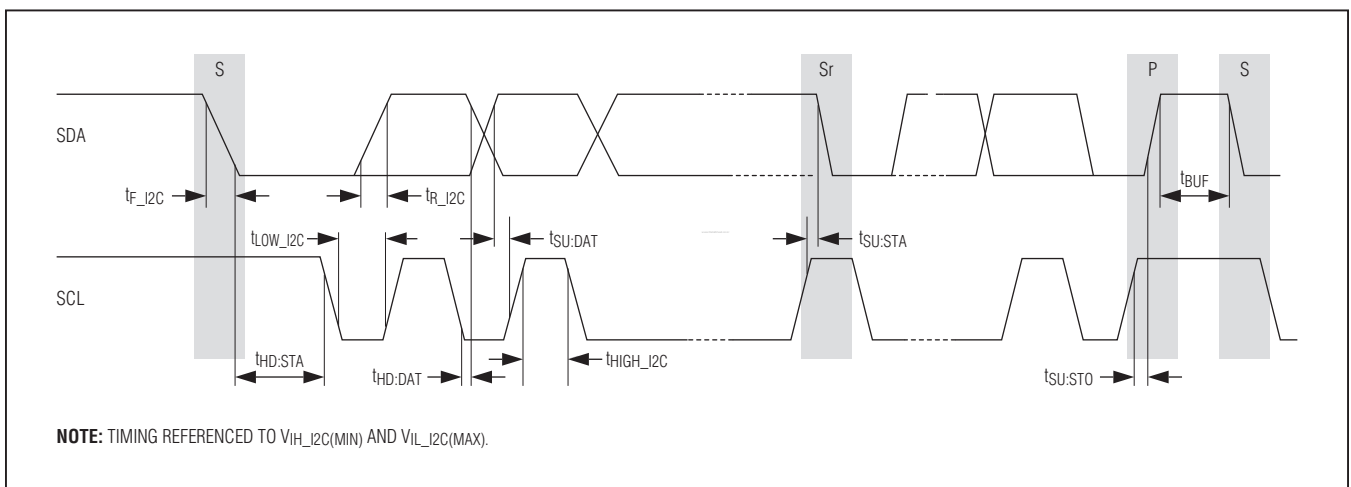 S Sr P S
SDA
tF_I2C tR_I2C tBUF
tLOW_I2C tSU:DAT tSU:STA
SCL
tHD:STA tHD:DAT tHIGH_I2C tSU:STO
NOTE: TIMING REFERENCED TO VIH_I2C(MIN) AND VIL_I2C(MAX).